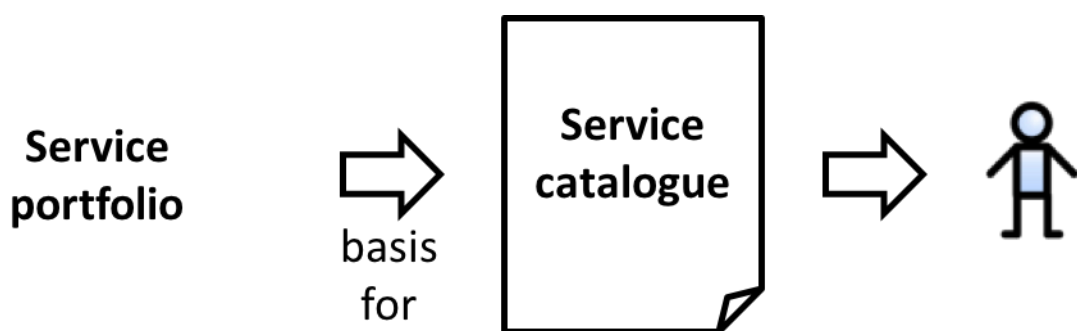 Service
portfolio
basis
for
Service
catalogue